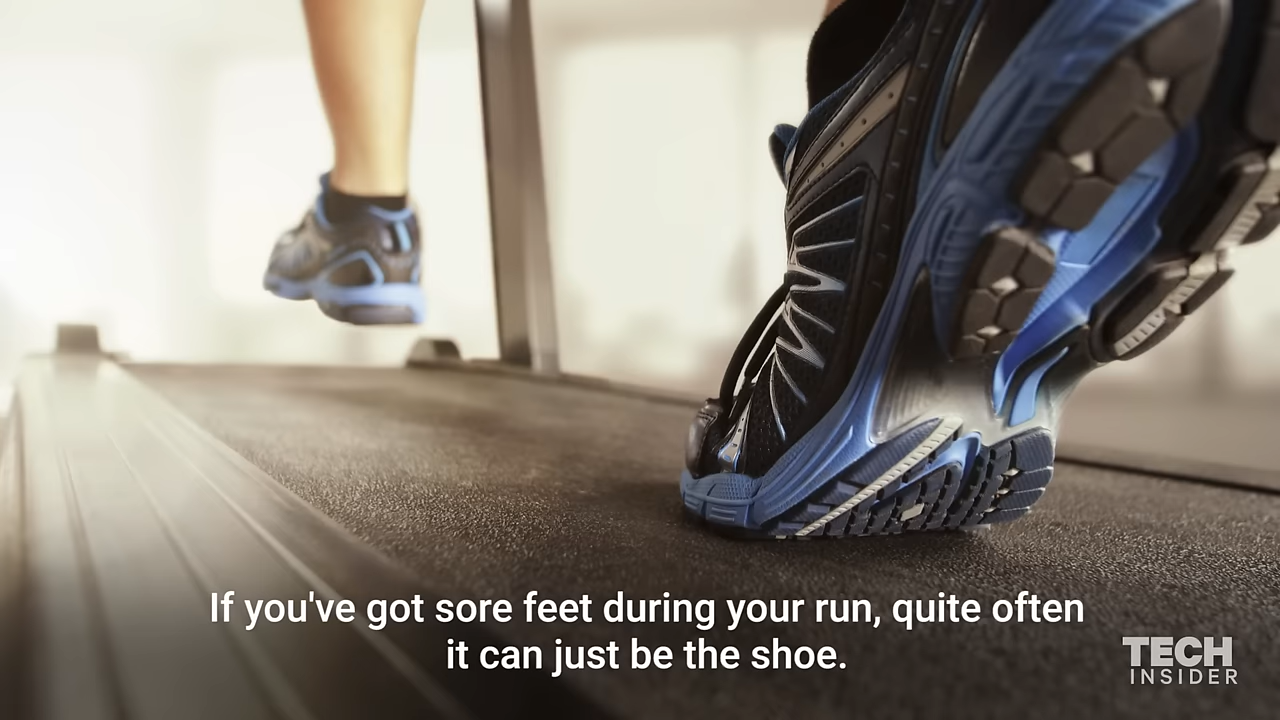 If you've got sore feet during your run, quite often
it can just be the shoe.
TECH
INSIDER